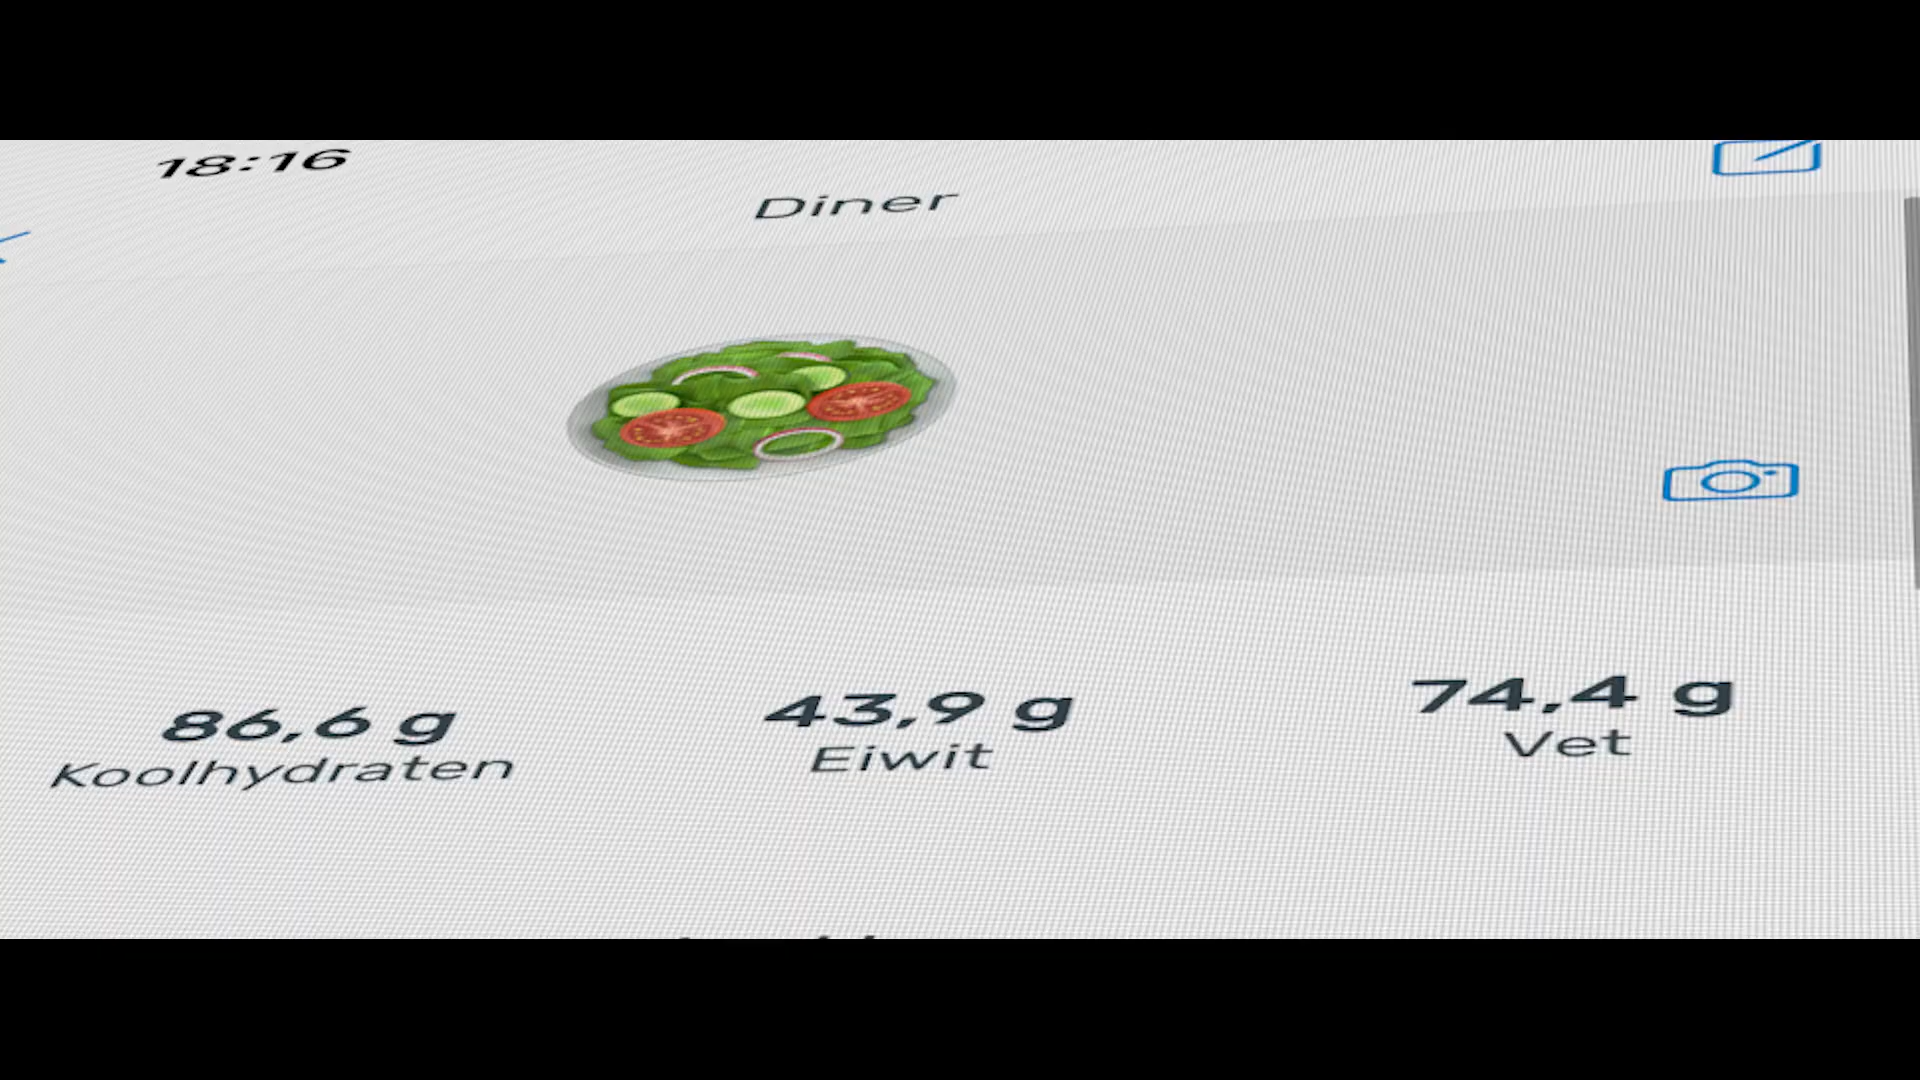 18:16
Diner
86,6 g 43,9 g 74,4 g
Koolhydraten Eiwit Vet